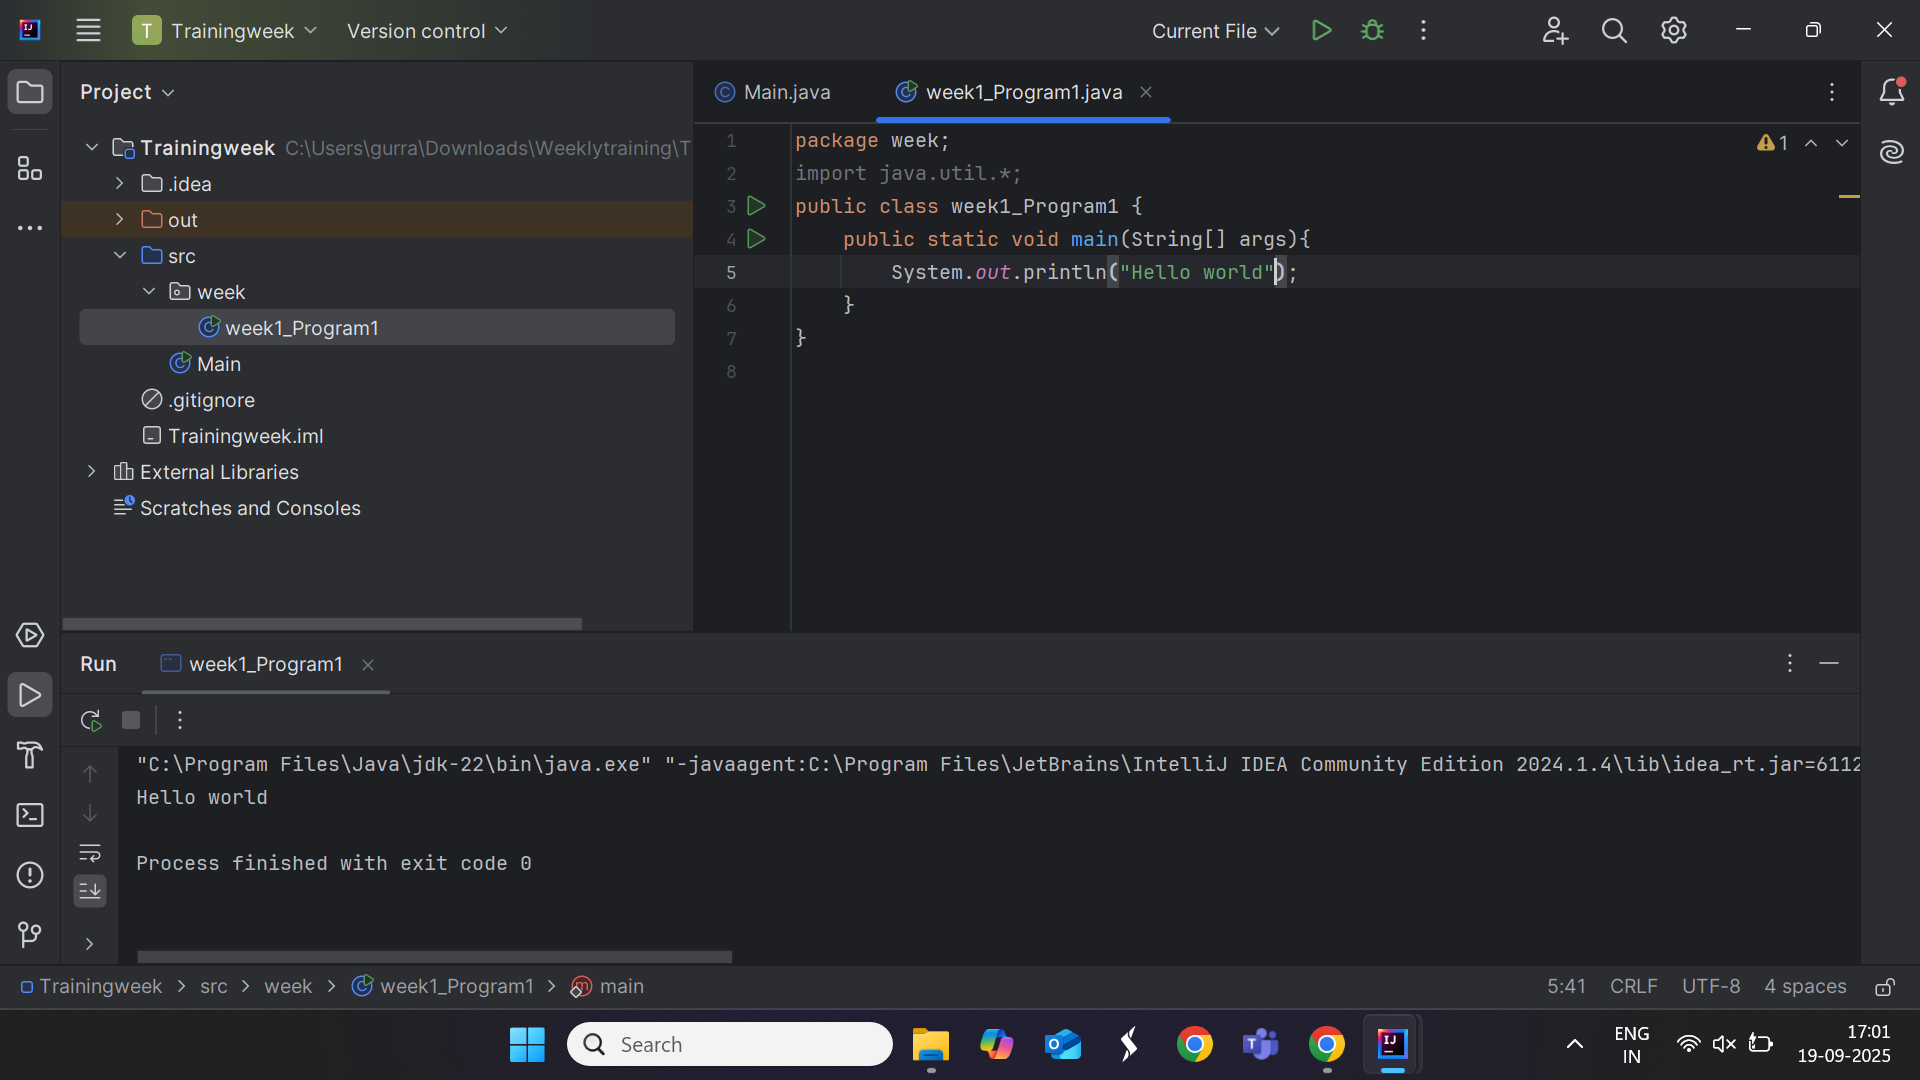 T Trainingweek Version control Current File
Project
Main.java week1_Program1.java
Trainingweek C:\Users\gurra\Downloads\Weeklytraining\T
.idea
out
src
week
week1_Program1
Main
.gitignore
Trainingweek.iml
External Libraries
Scratches and Consoles
1 package week;
2 import java.util.*;
3 public class week1_Program1 {
4 public static void main(String[] args){
5 System.out.println("Hello world");
6 }
7 }
8
1
Run week1_Program1
"C:\Program Files\Java\jdk-22\bin\java.exe" "-javaagent:C:\Program Files\JetBrains\IntelliJ IDEA Community Edition 2024.1.4\lib\idea_rt.jar=6112
Hello world
Process finished with exit code 0
Trainingweek > src > week > week1_Program1 > main 5:41 CRLF UTF-8 4 spaces
Search
ENG
IN
17:01
19-09-2025